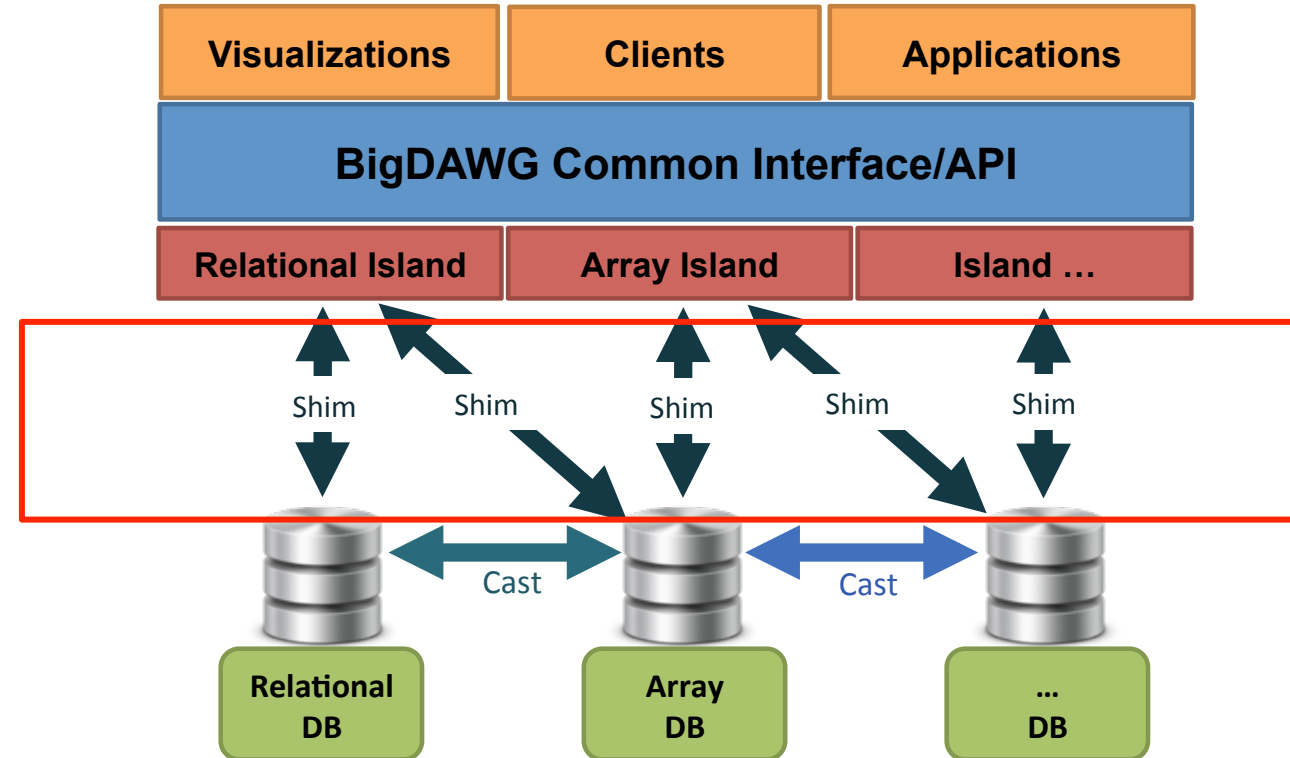 Visualizations
Clients
Applications
BigDAWG Common Interface/API
Relational Island
Array Island
Island …
Shim
Shim
Shim
Shim
Shim
Cast
Cast
Relational
DB
Array
DB
…
DB